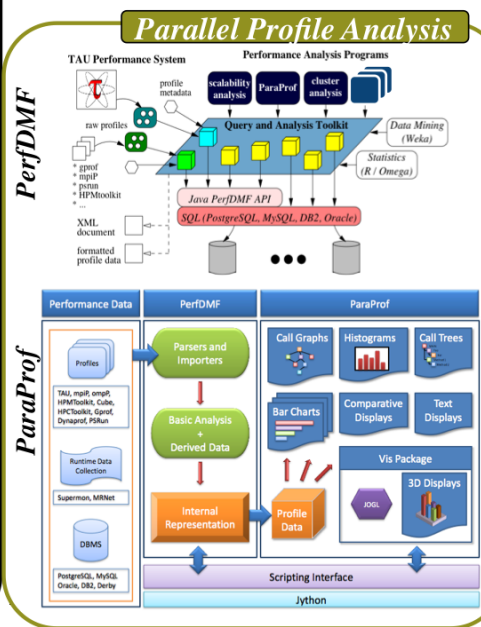 Parallel Profile Analysis
PerfDMF
TAU Performance System
Performance Analysis Programs
profile
metadata
scalability
analysis
ParaProf
cluster
analysis
raw profiles
Query and Analysis Toolkit
Data Mining
(Weka)
Statistics
(R / Omega)
* gprof
* mpiP
* psrun
* HPMtoolkit
* ...
Java PerfDMF API
SQL (PostgreSQL, MySQL, DB2, Oracle)
XML
document
formatted
profile data
ParaProf
Performance Data
PerfDMF
ParaProf
Profiles
TAU, mpiP, ompP,
HPMToolkit, Cube,
HPCToolkit, Gprof,
Dynaprof, PSRun
Runtime Data
Collection
Supermon, MRNet
DBMS
PostgreSQL, MySQL
Oracle, DB2, Derby
Parsers and
Importers
Basic Analysis
+
Derived Data
Internal
Representation
Call Graphs
Histograms
Call Trees
Bar Charts
Comparative
Displays
Text
Displays
Vis Package
JOGL
3D Displays
Profile
Data
Scripting Interface
Jython